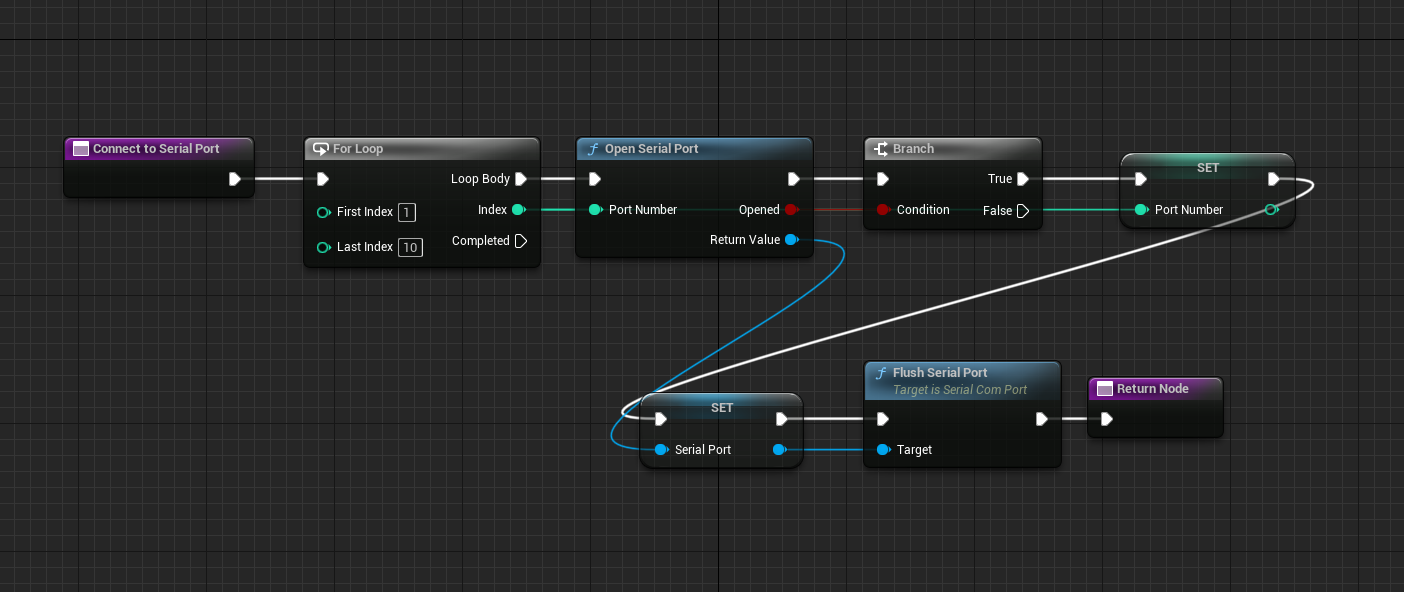 Connect to Serial Port
For Loop
Loop Body
First Index 1
Index
Last Index 10
Completed
Open Serial Port
Port Number
Opened
Return Value
Branch
True
Condition
False
SET
Port Number
SET
Serial Port
Flush Serial Port
Target is Serial Com Port
Target
Return Node